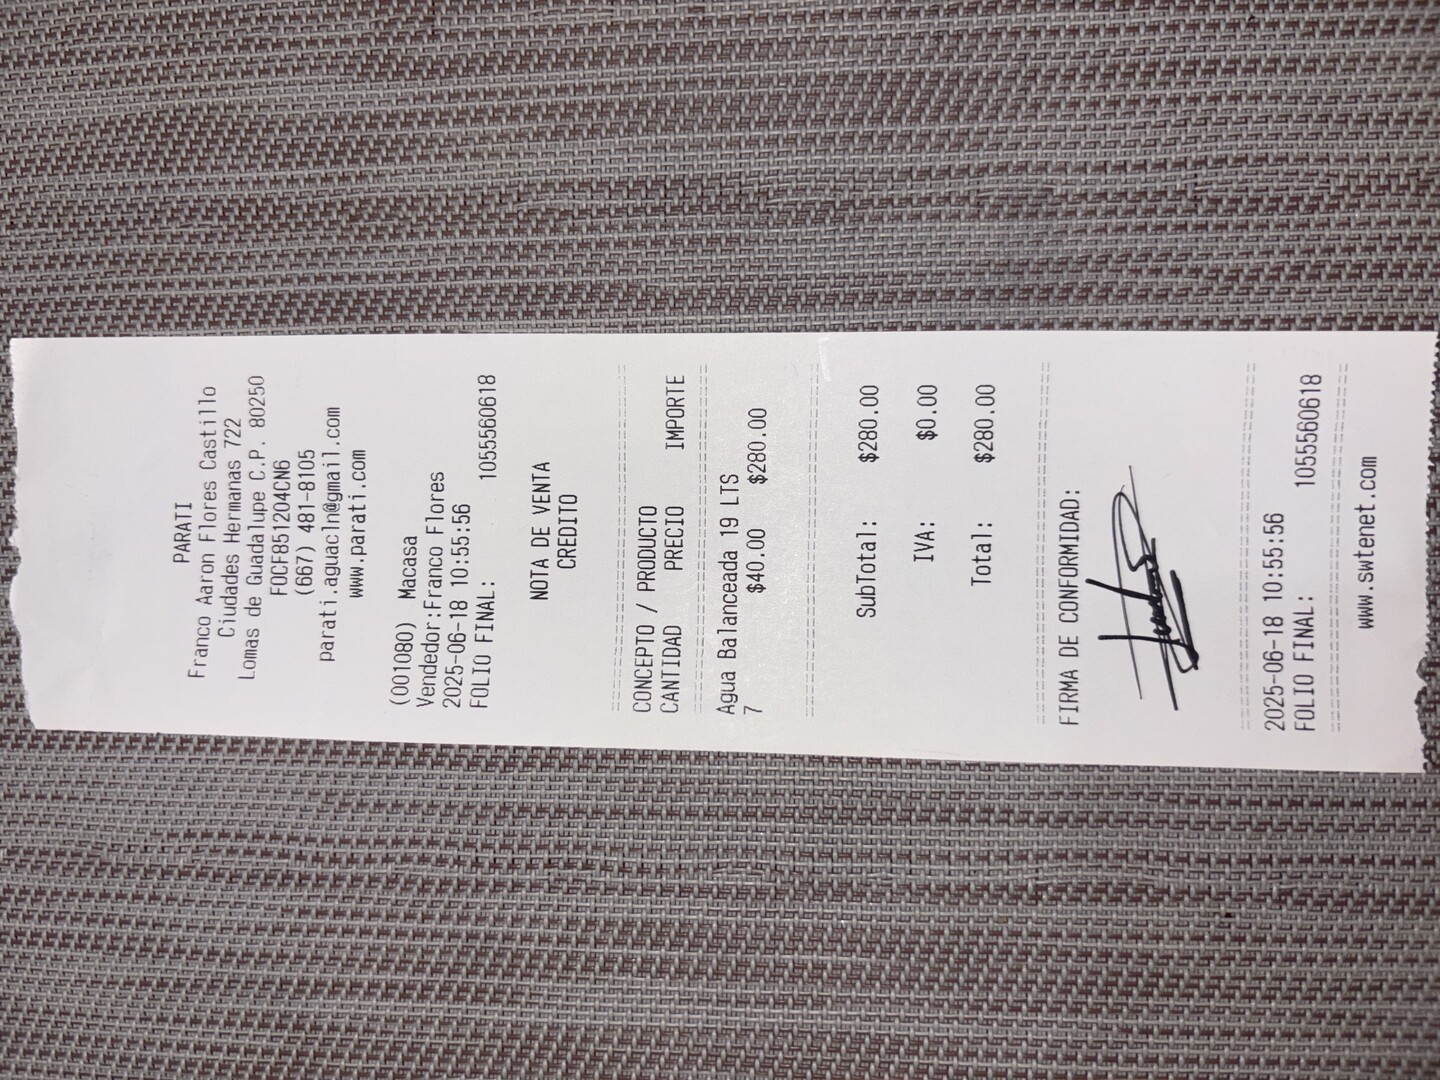 PARATI
Franco Aaron Flores Castillo
Ciudades Hermanas 722
Lomas de Guadalupe C.P. 80250
FOCF851204CN6
(667) 481-8105
parati.aguacln@gmail.com
www.parati.com
(001080) Macasa
Vendedor:Franco Flores
2025-06-18 10:55:56
FOLIO FINAL: 1055560618
NOTA DE VENTA
CREDITO
CONCEPTO / PRODUCTO
CANTIDAD PRECIO IMPORTE
Agua Balanceada 19 LTS
7 $40.00 $280.00
SubTotal: $280.00
IVA: $0.00
Total: $280.00
FIRMA DE CONFORMIDAD:
2025-06-18 10:55:56
FOLIO FINAL: 1055560618
www.swtenet.com